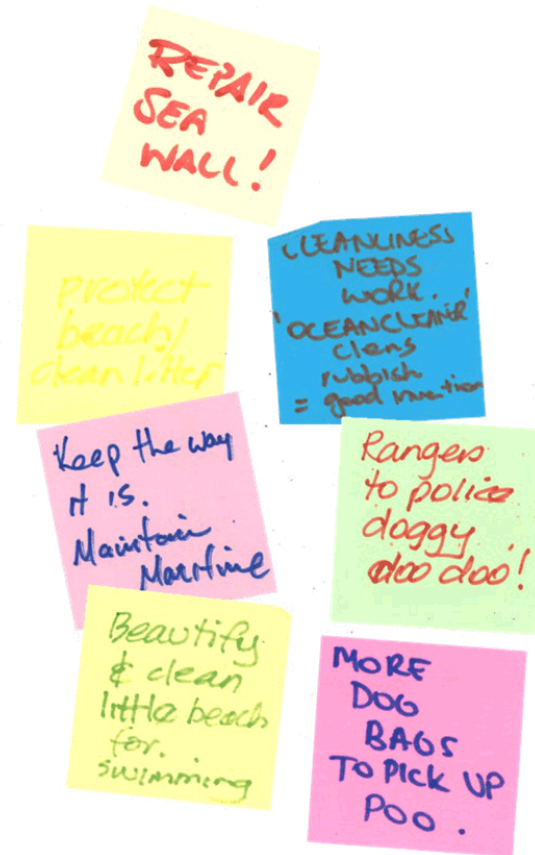 REPAIR
SEA
WALL!
protect
beach/
clean litter
CLEANLINESS
NEEDS
WORK.
'OCEANCLEANER'
clens
rubbish
= good invention
Keep the way
it is.
Maintain
Maritime
Rangers
to police
doggy
doo doo!
Beautify
& clean
little beach
for.
swimming
MORE
DOG
BAGS
TO PICK UP
POO.